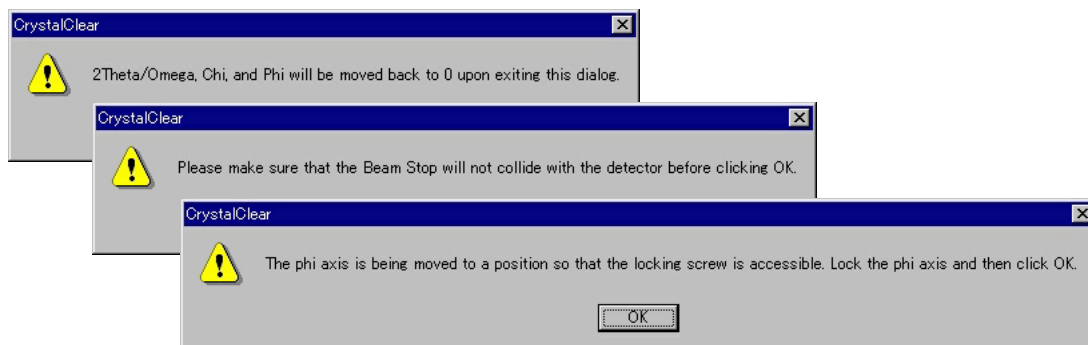 CrystalClear
2Theta/Omega, Chi, and Phi will be moved back to 0 upon exiting this dialog.
CrystalClear
Please make sure that the Beam Stop will not collide with the detector before clicking OK.
CrystalClear
The phi axis is being moved to a position so that the locking screw is accessible. Lock the phi axis and then click OK.
OK